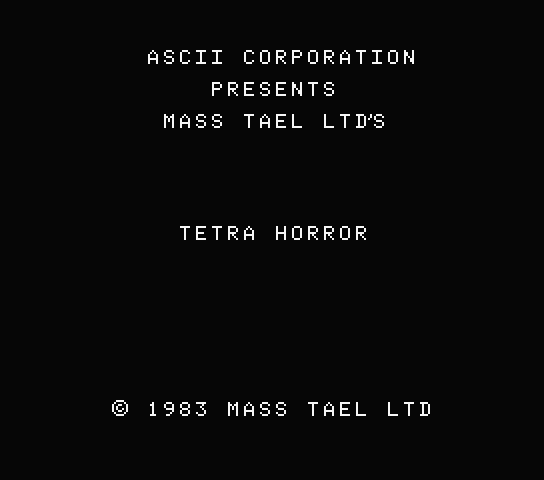 ASCII CORPORATION
PRESENTS
MASS TAEL LTD'S
TETRA HORROR
© 1983 MASS TAEL LTD